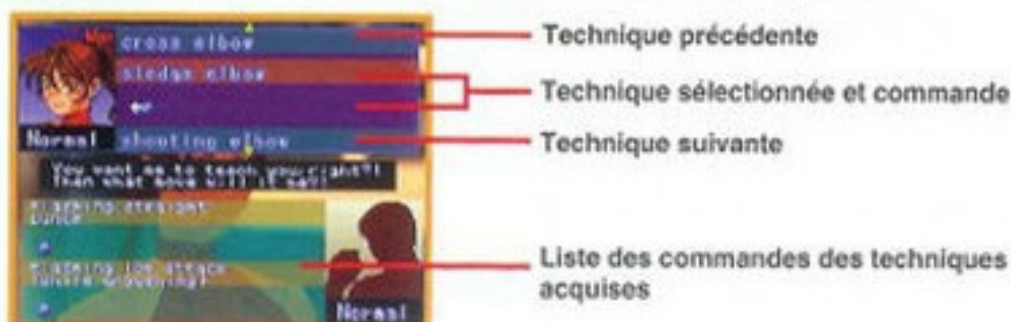 cross elbow
Technique précédente
sledge elbow
Technique sélectionnée et commande
Normal
shooting elbow
Technique suivante
You want me to teach you right?!
Then what move will it be?!
straight
Liste des commandes des techniques
acquises
Normal